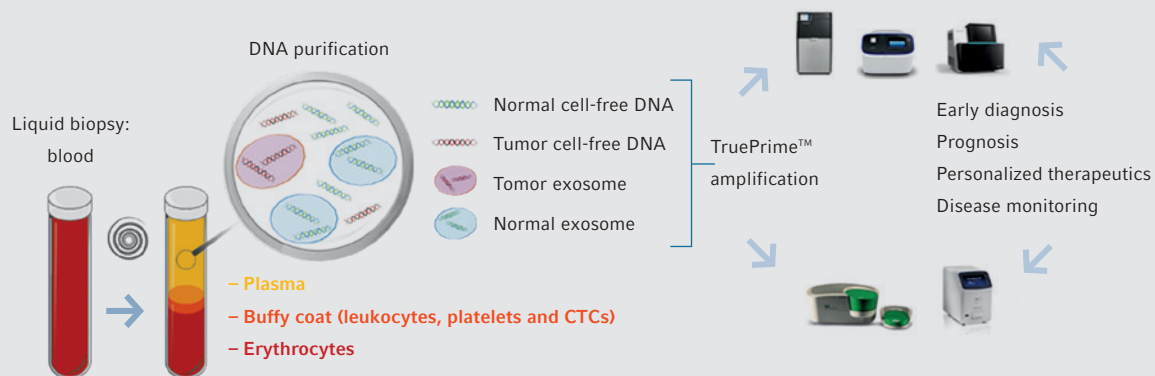 DNA purification
Liquid biopsy:
blood
Normal cell-free DNA
Tumor cell-free DNA
Tomor exosome
Normal exosome
– Plasma
– Buffy coat (leukocytes, platelets and CTCs)
– Erythrocytes
TruePrime™
amplification
Early diagnosis
Prognosis
Personalized therapeutics
Disease monitoring